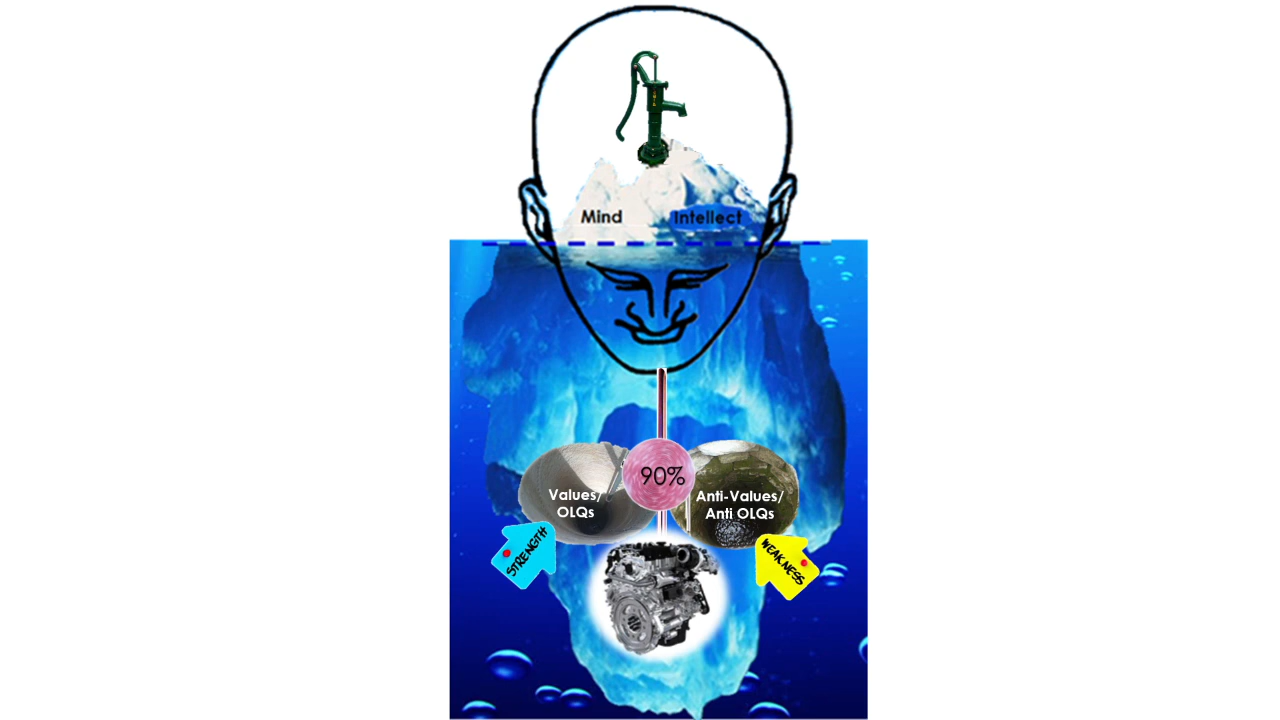 Mind
Intellect
90%
Values/
OLQs
Anti-Values/
Anti OLQs
STRENGTH
WEAKNESS